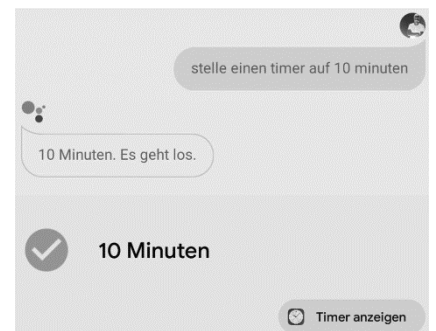 stelle einen timer auf 10 minuten
10 Minuten. Es geht los.
10 Minuten
Timer anzeigen